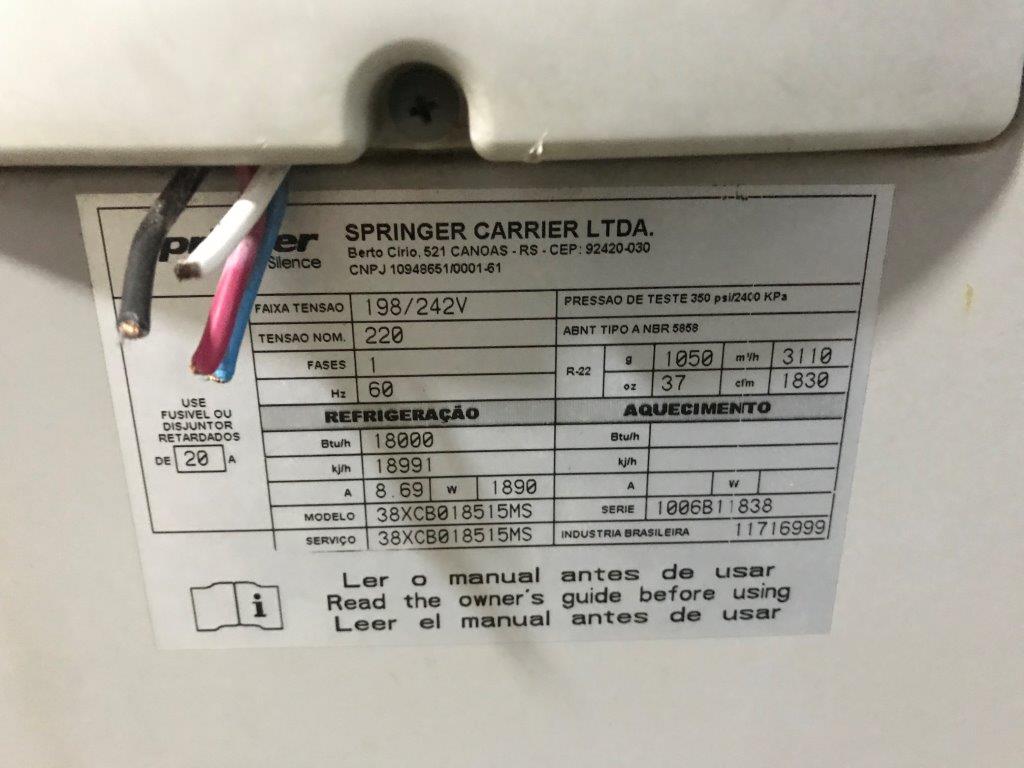 SPRINGER CARRIER LTDA.
Berto Círio, 521 CANOAS - RS - CEP: 92420-030
Silence
CNPJ 10948651/0001-61
FAIXA TENSAO 198/242V
PRESSAO DE TESTE 350 psi/2400 KPa
TENSAO NOM. 220
ABNT TIPO A NBR 5858
FASES 1
R-22 g 1050 m³/h 3110
Hz 60
oz 37 cfm 1830
USE
FUSIVEL OU
DISJUNTOR
RETARDADOS
DE 20 A
REFRIGERAÇÃO
AQUECIMENTO
Btu/h 18000
Btu/h
kj/h 18991
kj/h
A 8.69 W 1890
A W
MODELO 38XCB018515MS
SERIE 1006B11838
SERVIÇO 38XCB018515MS
INDUSTRIA BRASILEIRA 11716999
i
Ler o manual antes de usar
Read the owner's guide before using
Leer el manual antes de usar